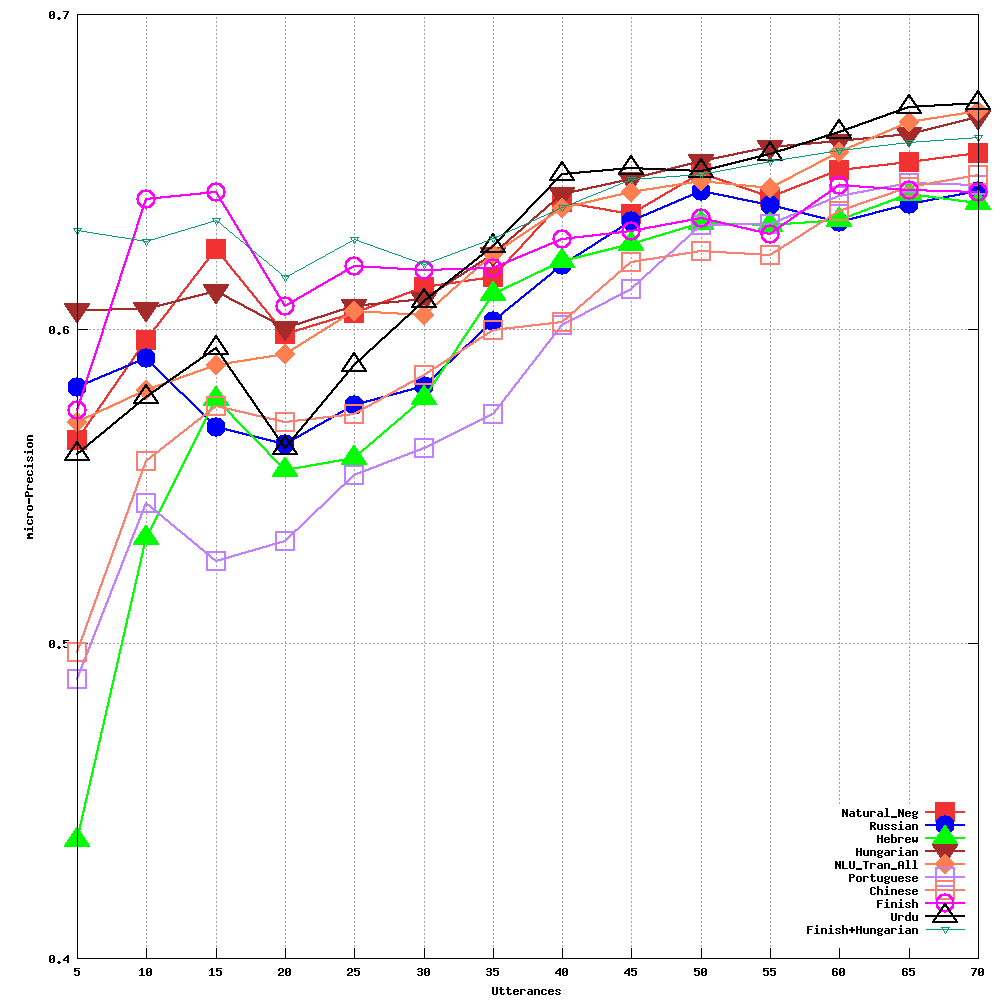 0.7
0.6
0.5
0.4
micro-Precision
5 10 15 20 25 30 35 40 45 50 55 60 65 70
Utterances
Natural_Neg
Russian
Hebrew
Hungarian
NLU_Tran_All
Portuguese
Chinese
Finish
Urdu
Finish+Hungarian